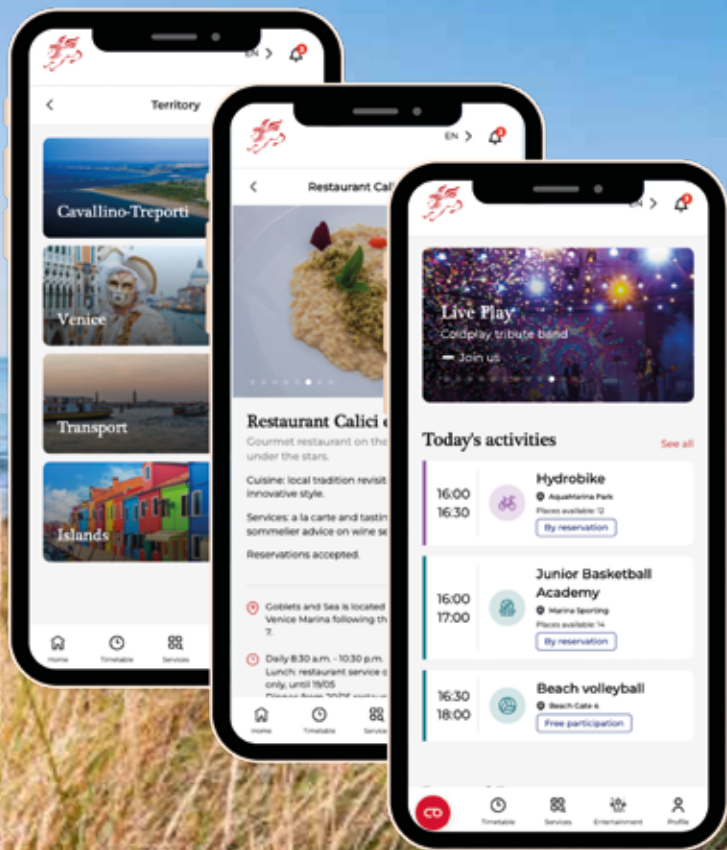 EN
3
Territory
Cavallino-Treporti
Venice
Transport
Islands
Home
Timetable
Services
EN
3
Restaurant Cal
Restaurant Calici
Gourmet restaurant on the
under the stars.
Cuisine: local tradition revisit
innovative style.
Services: a la carte and tastin
sommelier advice on wine se
Reservations accepted.
Goblets and Sea is located
Venice Marina following th
7.
Daily 8:30 a.m. - 10:30 p.m.
Lunch: restaurant service
only, until 19/05
Home
Timetable
Service
EN
3
Live Play
Coldplay tribute band
Join us
Today's activities
See all
16:00
16:30
Hydrobike
AquaMarina Park
Places available: 12
By reservation
16:00
17:00
Junior Basketball
Academy
Marina Sporting
Places available: 14
By reservation
16:30
18:00
Beach volleyball
Beach Gate 4
Free participation
Timetable
Services
Entertainment
Profile